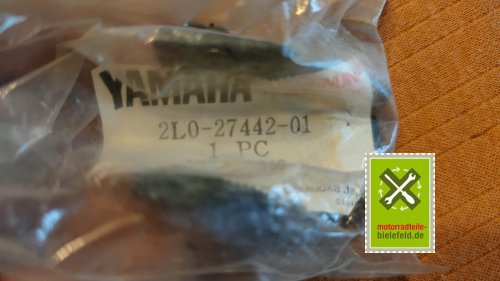 YAMAHA
2L0-27442-01
1 PC
motorradteile-
bielefeld.de